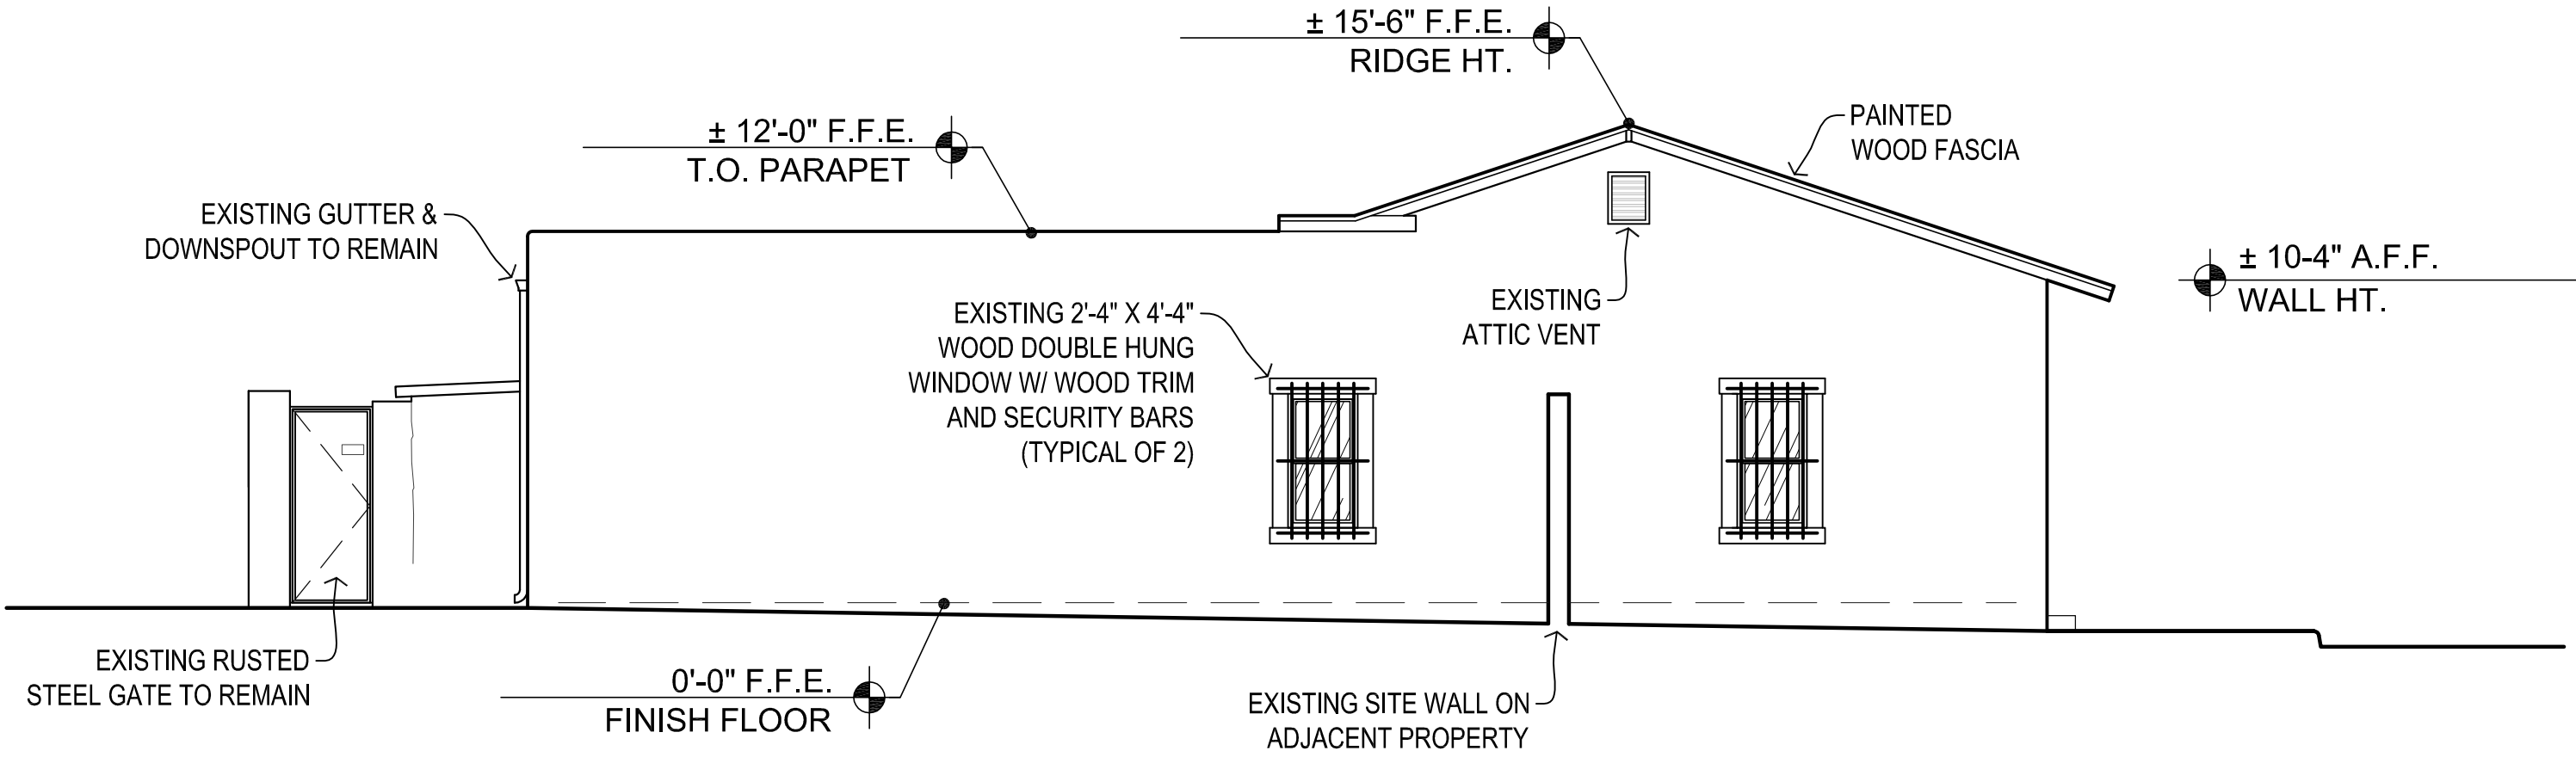 ± 15'-6" F.F.E.
RIDGE HT.
± 12'-0" F.F.E.
T.O. PARAPET
PAINTED
WOOD FASCIA
EXISTING GUTTER &
DOWNSPOUT TO REMAIN
± 10-4" A.F.F.
WALL HT.
EXISTING 2'-4" X 4'-4"
WOOD DOUBLE HUNG
WINDOW W/ WOOD TRIM
AND SECURITY BARS
(TYPICAL OF 2)
EXISTING
ATTIC VENT
EXISTING RUSTED
STEEL GATE TO REMAIN
0'-0" F.F.E.
FINISH FLOOR
EXISTING SITE WALL ON
ADJACENT PROPERTY